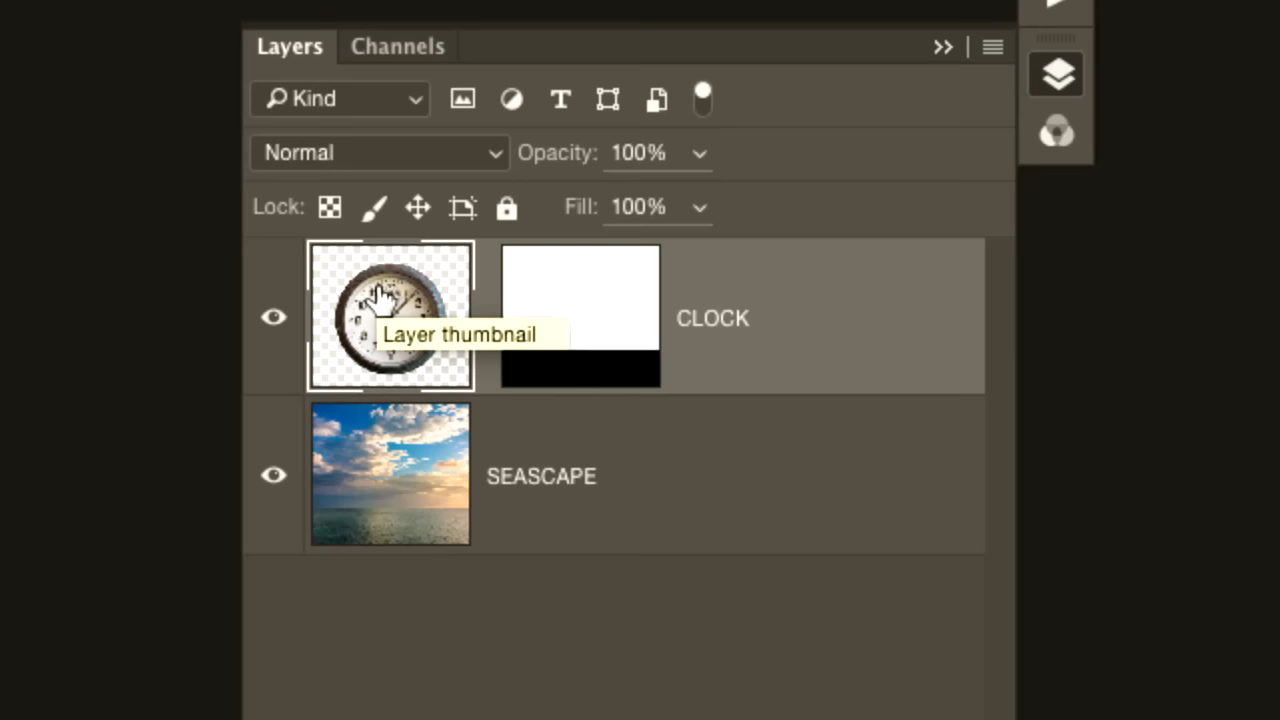 Layers Channels
Kind
Normal Opacity: 100%
Lock: Fill: 100%
CLOCK
Layer thumbnail
SEASCAPE